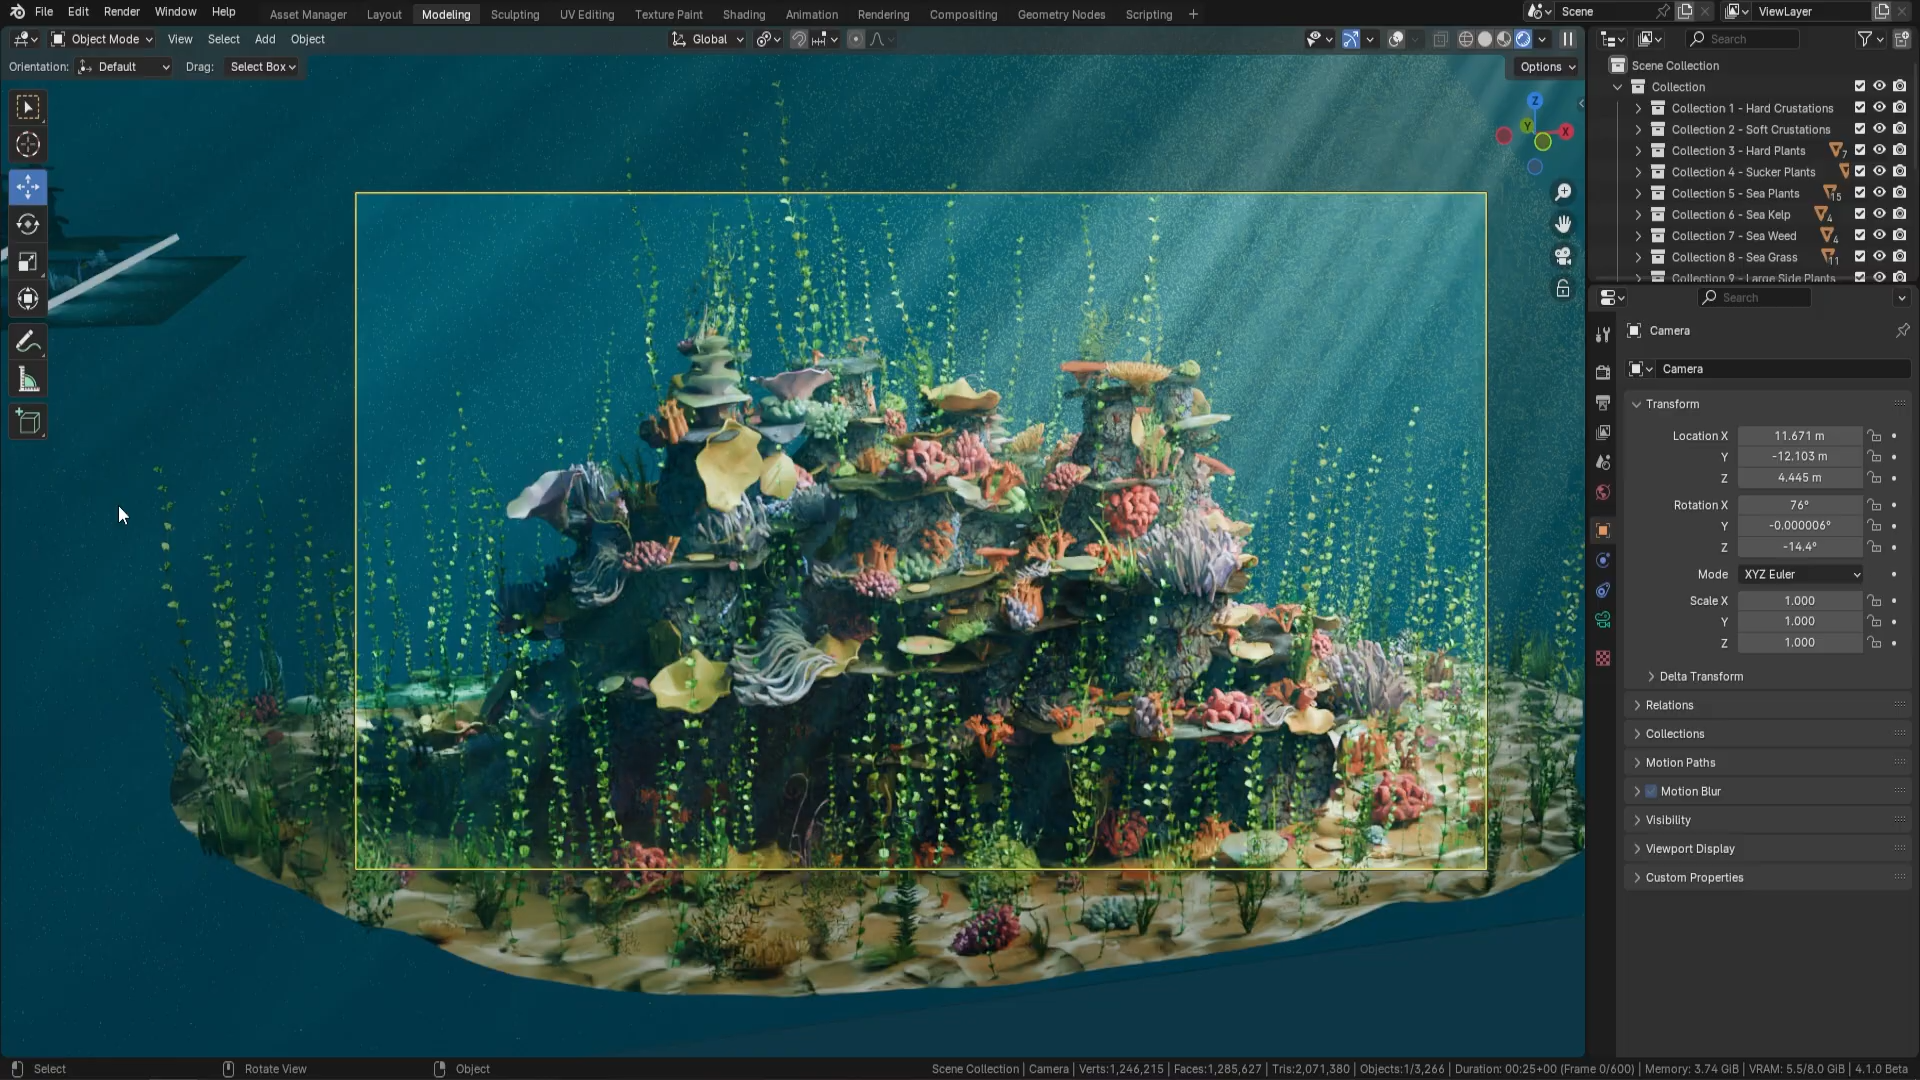 File Edit Render Window Help Asset Manager Layout Modeling Sculpting UV Editing Texture Paint Shading Animation Rendering Compositing Geometry Nodes Scripting + Scene ViewLayer
Object Mode View Select Add Object Global Search
Orientation: Default Drag: Select Box Options
Scene Collection
Collection
Collection 1 - Hard Crustations
Collection 2 - Soft Crustations
Collection 3 - Hard Plants 7
Collection 4 - Sucker Plants
Collection 5 - Sea Plants 15
Collection 6 - Sea Kelp 4
Collection 7 - Sea Weed 4
Collection 8 - Sea Grass 11
Collection 9 - Large Side Plants
Z
Y X
Search
Camera
Camera
Transform
Location X 11.671 m
Y -12.103 m
Z 4.445 m
Rotation X 76°
Y -0.000006°
Z -14.4°
Mode XYZ Euler
Scale X 1.000
Y 1.000
Z 1.000
Delta Transform
Relations
Collections
Motion Paths
Motion Blur
Visibility
Viewport Display
Custom Properties
Select Rotate View Object Scene Collection | Camera | Verts:1,246,215 | Faces:1,285,627 | Tris:2,071,380 | Objects:1/3,266 | Duration: 00:25+00 (Frame 0/600) | Memory: 3.74 GiB | VRAM: 5.5/8.0 GiB | 4.1.0 Beta